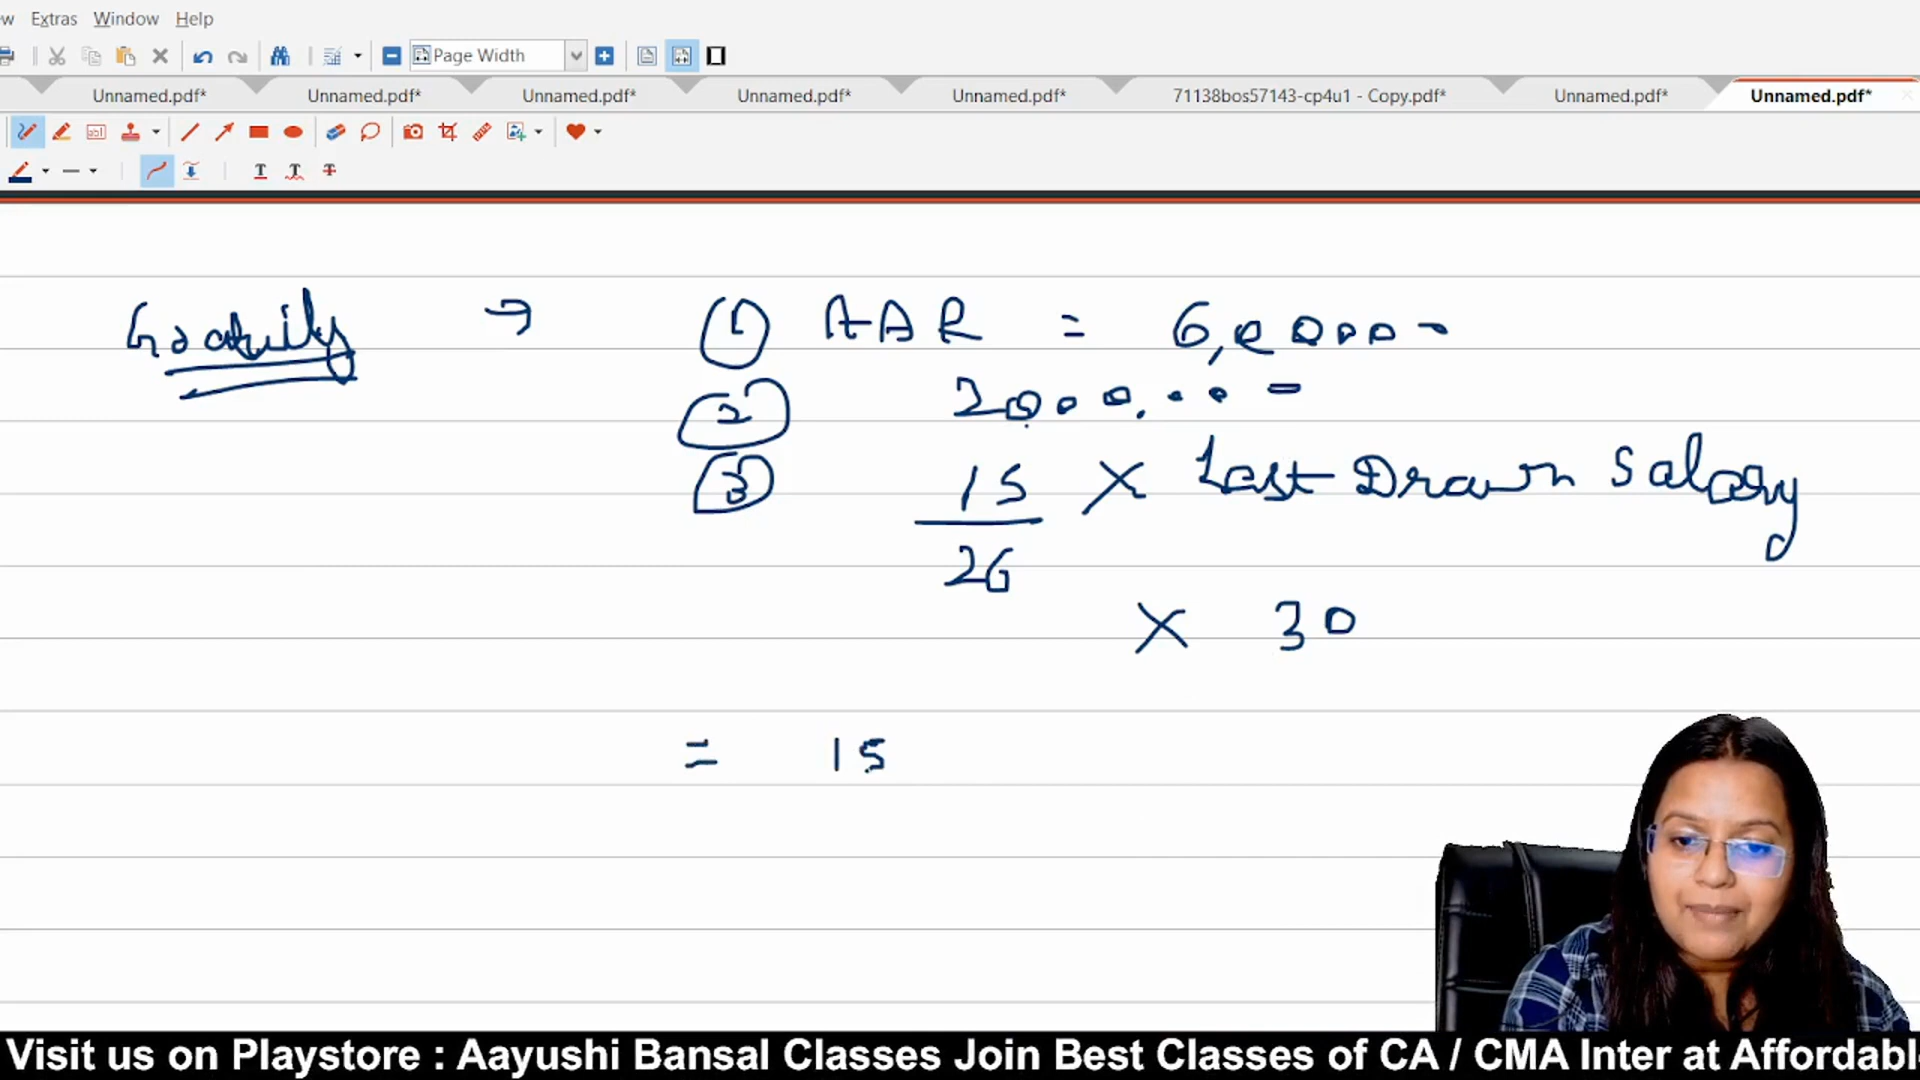 Extras Window Help
Page Width
Unnamed.pdf* Unnamed.pdf* Unnamed.pdf* Unnamed.pdf* Unnamed.pdf* 71138bos57143-cp4u1 - Copy.pdf* Unnamed.pdf* Unnamed.pdf*
Gratuity → ① AAR = 6,00000 -
② 2000,000 -
③ 15 × Last Drawn Salary
26
× 30
= 15
Visit us on Playstore : Aayushi Bansal Classes Join Best Classes of CA / CMA Inter at Affordabl